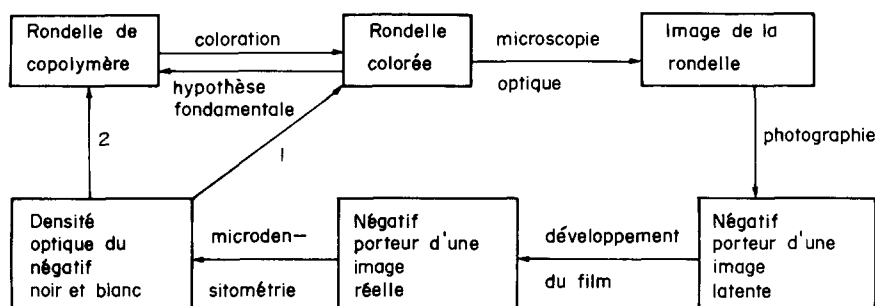 Rondelle de
copolymère
coloration
hypothèse
fondamentale
Rondelle
colorée
microscopie
optique
Image de la
rondelle
photographie
2
1
Densité
optique du
négatif
noir et blanc
microden-
sitométrie
Négatif
porteur d'une
image
réelle
développement
du film
Négatif
porteur d'une
image
latente